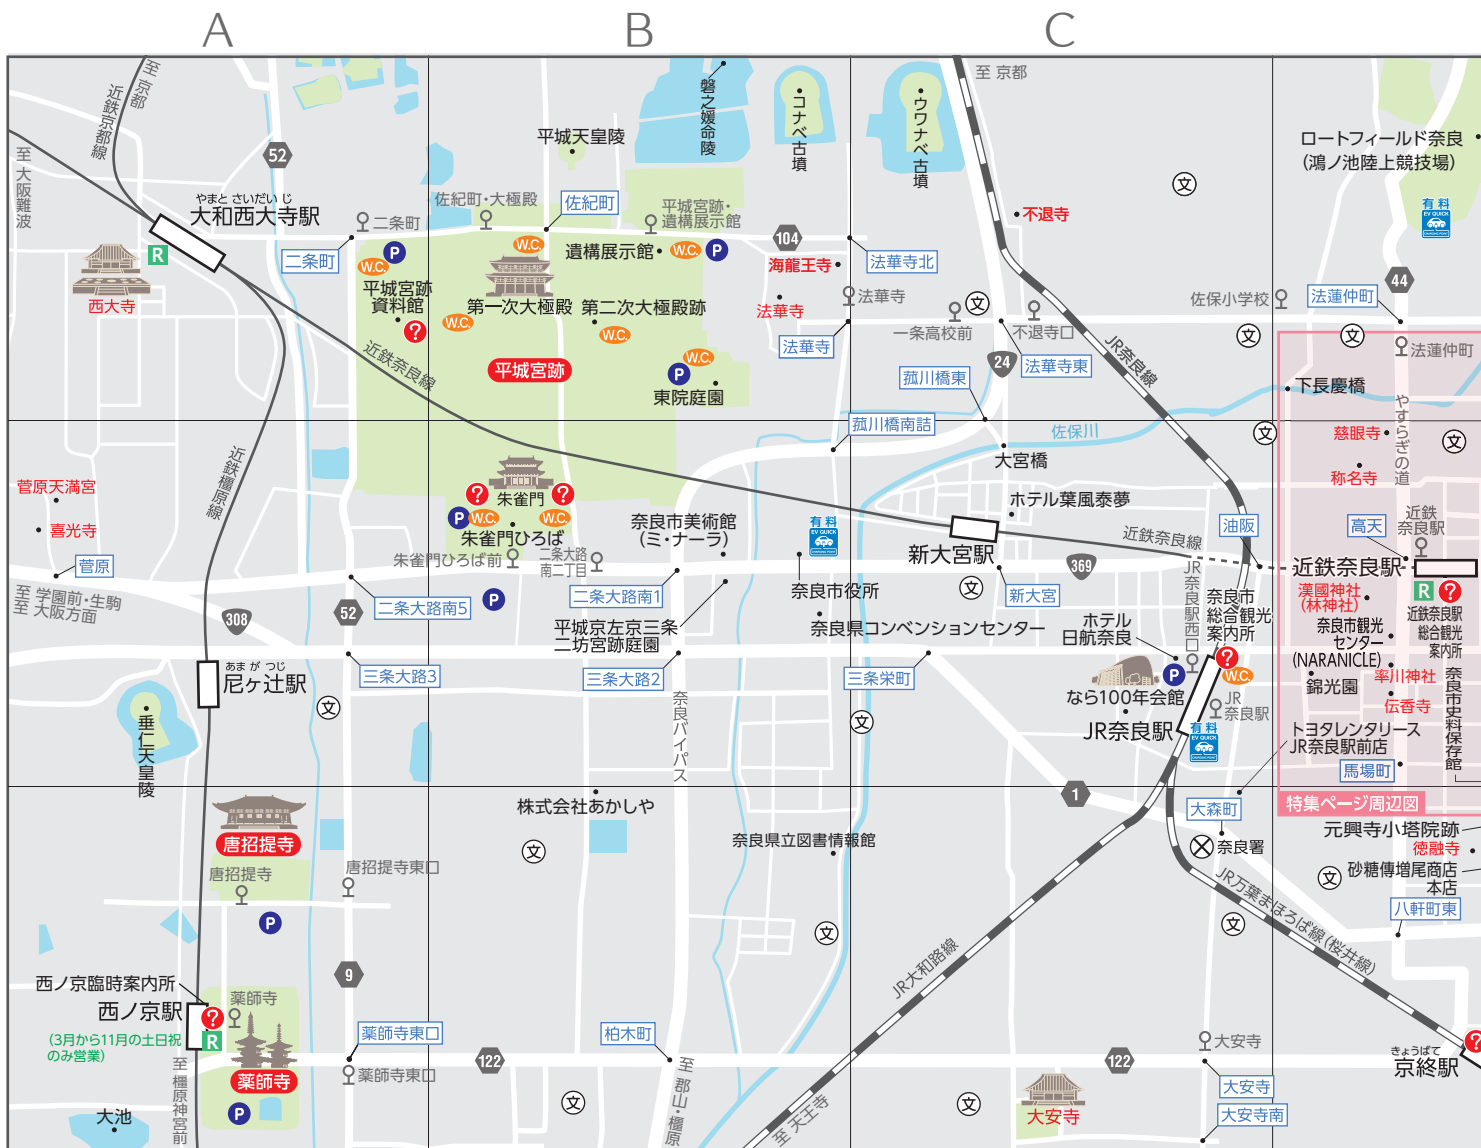 A
B
C
至 京都
近鉄京都線
至 大阪難波
52
やまと さいだい じ
大和西大寺駅
R
西大寺
二条町
二条町
P
W.C.
平城宮跡
資料館
?
近鉄奈良線
平城天皇陵
磐之媛命陵
コナベ古墳
ウワナベ古墳
佐紀町・大極殿
佐紀町
平城宮跡・
遺構展示館
W.C.
遺構展示館
W.C.
P
104
海龍王寺
法華寺
法華寺北
法華寺
法華寺
第一次大極殿
W.C.
第二次大極殿跡
W.C.
平城宮跡
W.C.
P
東院庭園
至 京都
文
不退寺
文
一条高校前
不退寺口
24
法華寺東
菰川橋東
菰川橋南詰
JR奈良線
ロートフィールド奈良
(鴻ノ池陸上競技場)
有料
EV QUICK
44
佐保小学校
法蓮仲町
文
文
法蓮仲町
下長慶橋
やすらぎの道
佐保川
大宮橋
文
慈眼寺
文
称名寺
近鉄橿原線
菅原天満宮
喜光寺
菅原
至 学園前・生駒
至 大阪方面
308
朱雀門
?
?
P
W.C.
W.C.
朱雀門ひろば
朱雀門ひろば前
二条大路
南二丁目
奈良市美術館
(ミ・ナーラ)
有料
EV QUICK
奈良市役所
新大宮駅
ホテル葉風泰夢
近鉄奈良線
油阪
高天
近鉄
奈良駅
近鉄奈良駅
369
文
新大宮
JR奈良駅西口
52
二条大路南5
P
二条大路南1
平城京左京三条
二坊宮跡庭園
奈良県コンベンションセンター
ホテル
日航奈良
奈良市
総合観光
案内所
?
W.C.
P
漢國神社
(林神社)
R
?
近鉄奈良駅
総合観光
案内所
奈良市観光
センター
(NARANICLE)
率川神社
錦光園
伝香寺
奈良市史料保存館
あま が つじ
尼ヶ辻駅
三条大路3
三条大路2
三条栄町
文
文
奈良バイパス
垂仁天皇陵
なら100年会館
JR奈良駅
JR
奈良駅
有料
EV QUICK
トヨタレンタリース
JR奈良駅前店
馬場町
特集ページ周辺図
唐招提寺
唐招提寺
唐招提寺東口
P
株式会社あかしや
文
奈良県立図書情報館
文
1
大森町
奈良署
元興寺小塔院跡
徳融寺
砂糖傳増尾商店
本店
文
八軒町東
文
JR万葉まほろば線(桜井線)
JR大和路線
西ノ京臨時案内所
西ノ京駅
?
R
(3月から11月の土日祝
のみ営業)
薬師寺
薬師寺
P
9
薬師寺東口
薬師寺東口
122
柏木町
至 橿原神宮前
大池
文
至 郡山・橿原
至 天王寺
文
大安寺
122
大安寺
大安寺
大安寺南
きょうばて
京終駅
?